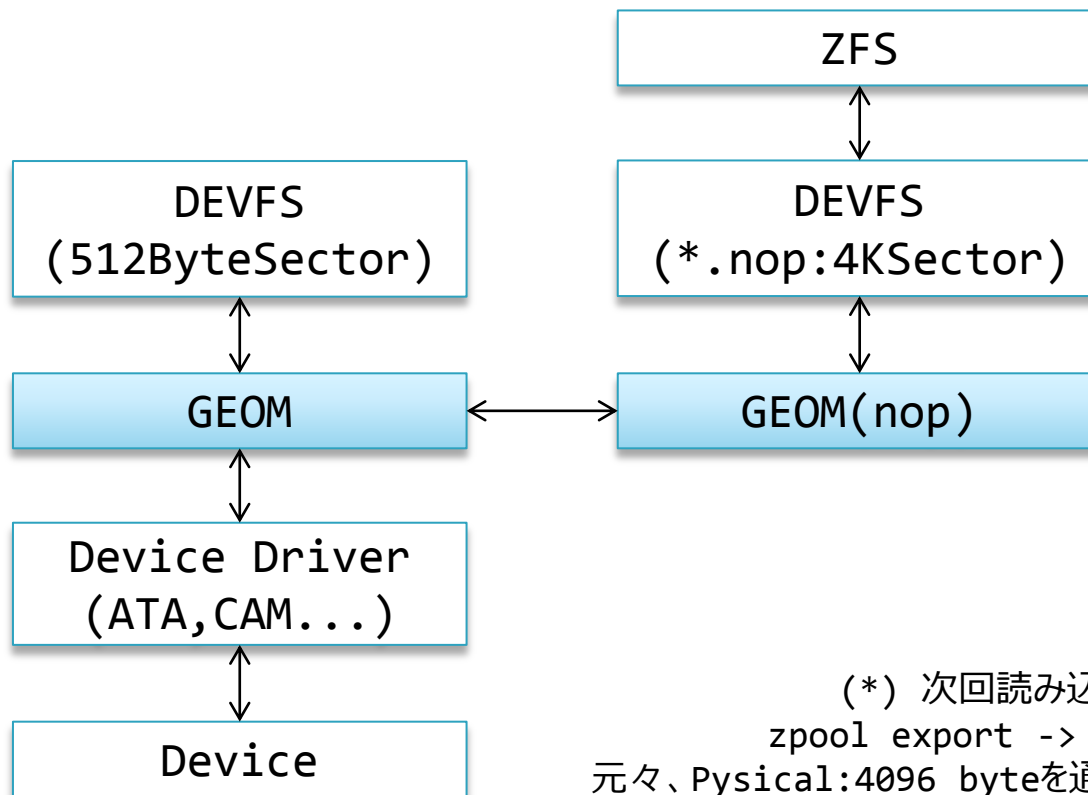 ZFS
DEVFS
(512ByteSector)
DEVFS
(*.nop:4KSector)
GEOM
GEOM(nop)
Device Driver
(ATA,CAM...)
Device
(*) 次回読み込
zpool export ->
元々、Pysical:4096 byteを